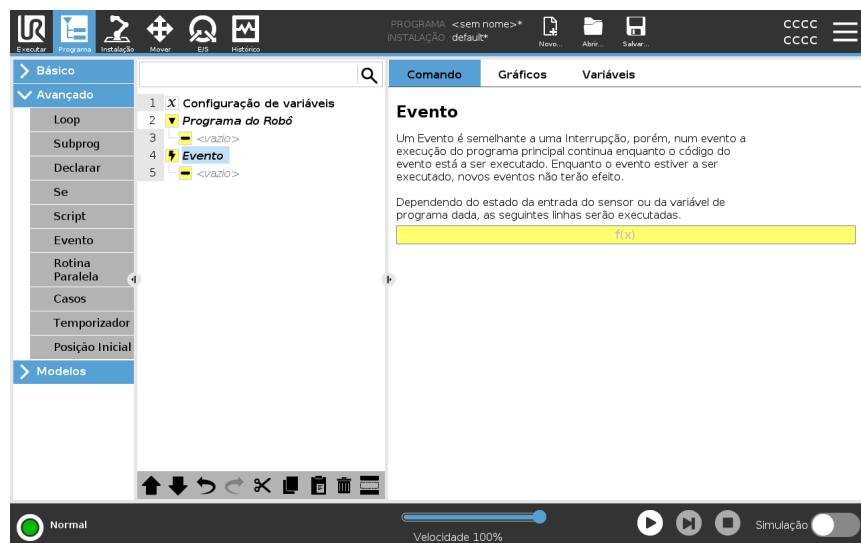 PROGRAMA <sem nome>*
INSTALAÇÃO default*
CCCC
CCCC
UR
Executar
Programa
Instalação
Mover
E/S
Histórico
Novo...
Abrir...
Salvar...
Básico
Avançado
Loop
Subprog
Declarar
Se
Script
Evento
Rotina
Paralela
Casos
Temporizador
Posição Inicial
Modelos
1 X Configuração de variáveis
2 Programa do Robô
3 <vazio>
4 Evento
5 <vazio>
Comando
Gráficos
Variáveis
Evento
Um Evento é semelhante a uma Interrupção, porém, num evento a
execução do programa principal continua enquanto o código do
evento está a ser executado. Enquanto o evento estiver a ser
executado, novos eventos não terão efeito.
Dependendo do estado da entrada do sensor ou da variável de
programa dada, as seguintes linhas serão executadas.
f(x)
Normal
Velocidade 100%
Simulação